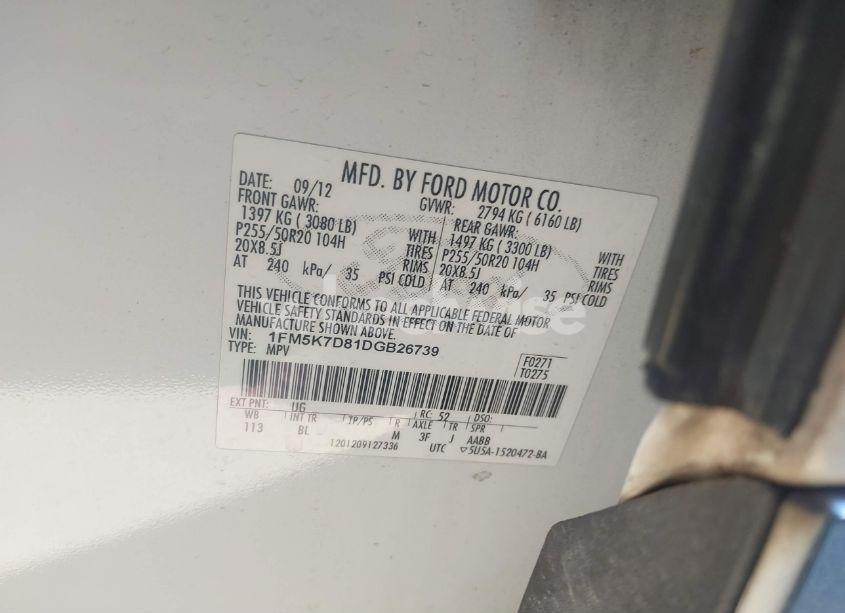 MFD. BY FORD MOTOR CO.
DATE: 09/12
GVWR: 2794 KG ( 6160 LB)
FRONT GAWR:
1397 KG ( 3080 LB)
P255/50R20 104H
20X8.5J
WITH
TIRES
RIMS
AT 240 kPa/ 35 PSI COLD
REAR GAWR:
1497 KG ( 3300 LB)
P255/50R20 104H
20X8.5J
WITH
TIRES
RIMS
AT 240 kPa/ 35 PSI COLD
THIS VEHICLE CONFORMS TO ALL APPLICABLE FEDERAL MOTOR
VEHICLE SAFETY STANDARDS IN EFFECT ON THE DATE OF
MANUFACTURE SHOWN ABOVE.
VIN: 1FM5K7D81DGB26739
TYPE: MPV
F0271
T0275
EXT PNT: UG RC: 52 DSO:
WB INT TR TP/PS R AXLE TR SPR
113 BL M 3F J AABB
1201209127336 UTC ▽5U5A-1520472-BA